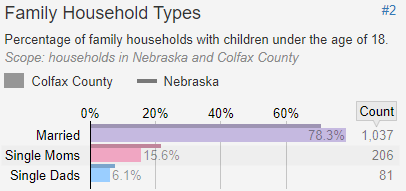 Family Household Types #2
Percentage of family households with children under the age of 18.
Scope: households in Nebraska and Colfax County
Colfax County Nebraska
0% 20% 40% 60% Count
Married 78.3% 1,037
Single Moms 15.6% 206
Single Dads 6.1% 81